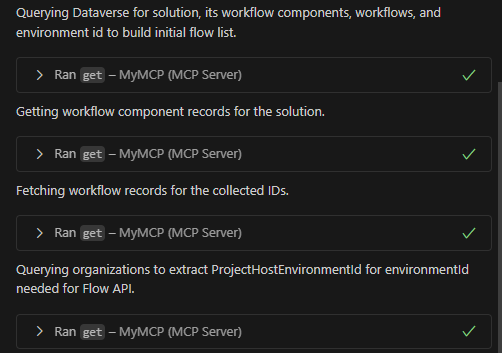 Querying Dataverse for solution, its workflow components, workflows, and
environment id to build initial flow list.
Ran get – MyMCP (MCP Server)
Getting workflow component records for the solution.
Ran get – MyMCP (MCP Server)
Fetching workflow records for the collected IDs.
Ran get – MyMCP (MCP Server)
Querying organizations to extract ProjectHostEnvironmentId for environmentId
needed for Flow API.
Ran get – MyMCP (MCP Server)